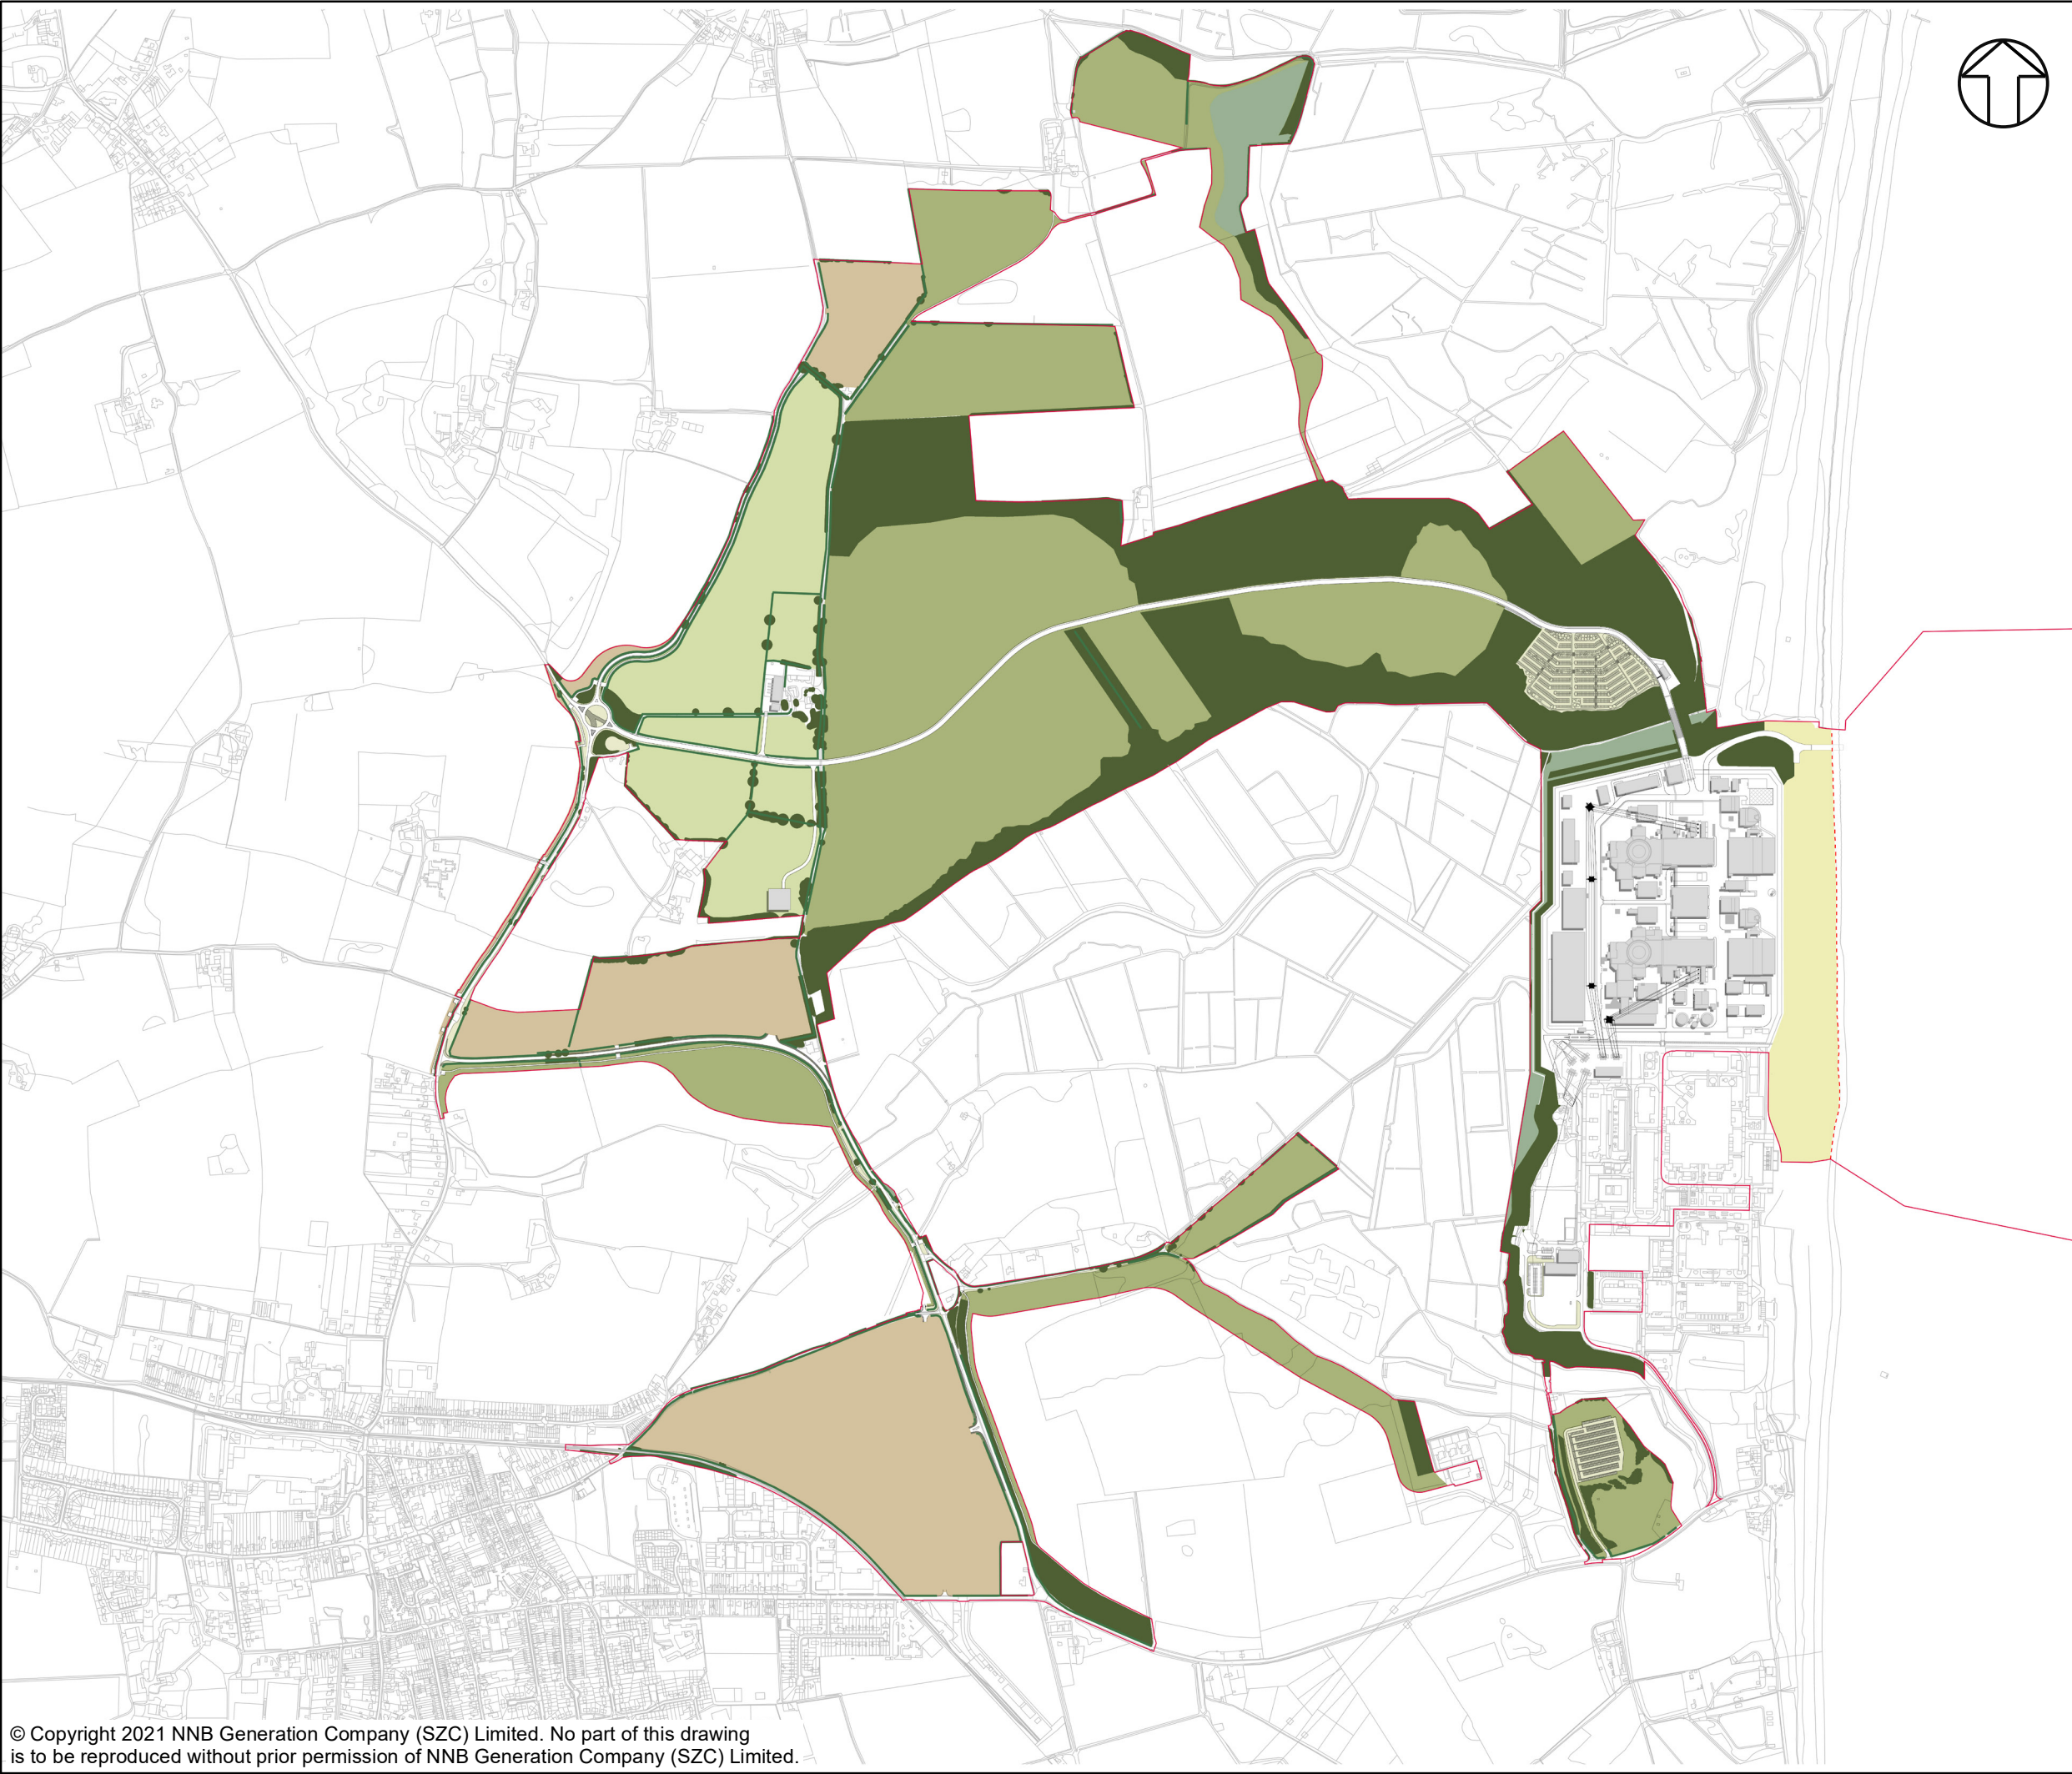 © Copyright 2021 NNB Generation Company (SZC) Limited. No part of this drawing
is to be reproduced without prior permission of NNB Generation Company (SZC) Limited.